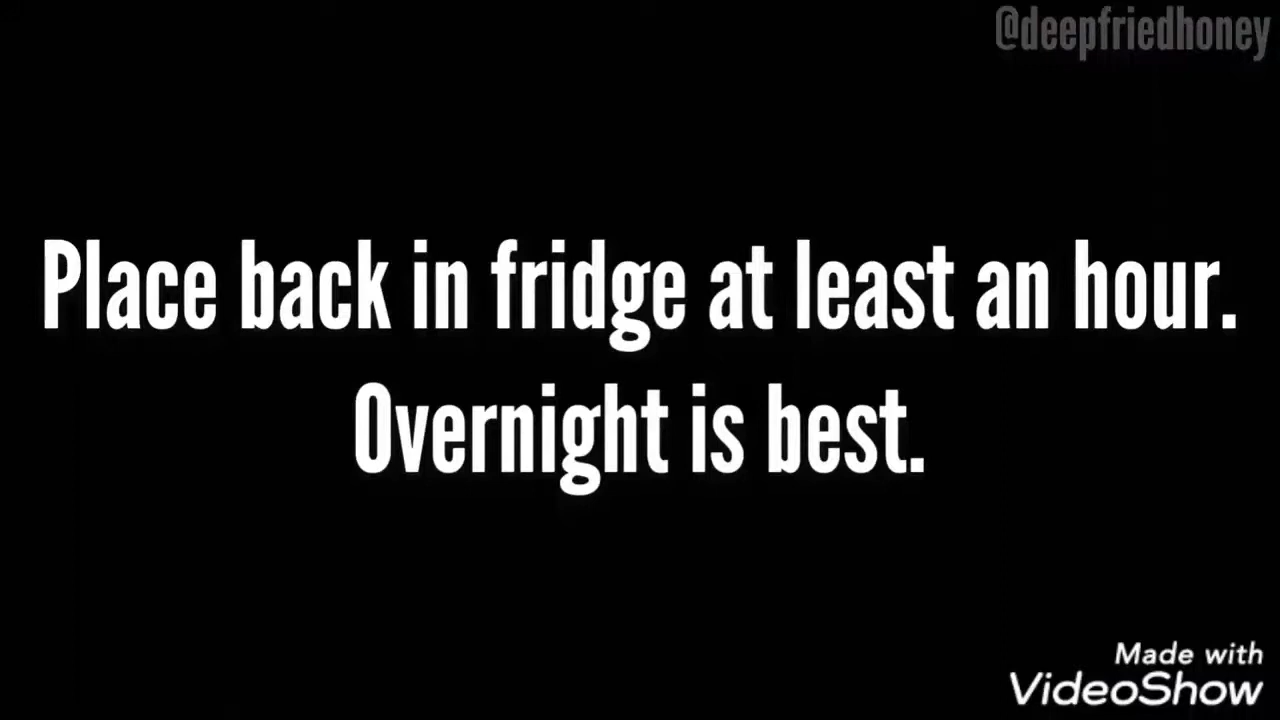 @deepfriedhoney
Place back in fridge at least an hour.
Overnight is best.
Made with
VideoShow